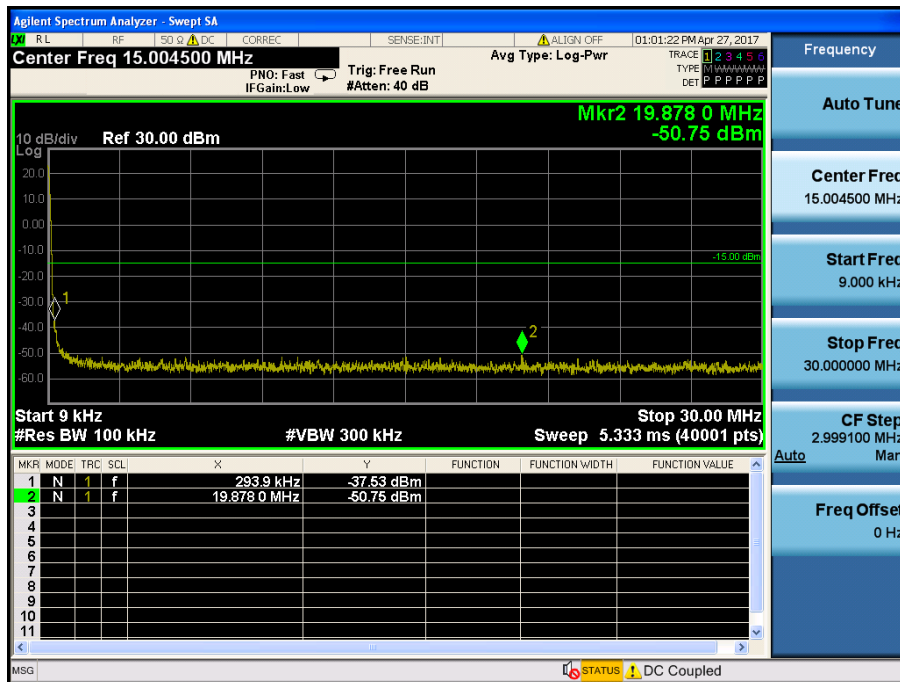 Agilent Spectrum Analyzer - Swept SA
LXI RL RF 50 Ω DC CORREC SENSE:INT ALIGN OFF 01:01:22 PM Apr 27, 2017
Center Freq 15.004500 MHz
PNO: Fast
IFGain:Low
Trig: Free Run
#Atten: 40 dB
Avg Type: Log-Pwr
TRACE 1 2 3 4 5 6
TYPE M WWWWW
DET P P P P P P
Mkr2 19.878 0 MHz
-50.75 dBm
10 dB/div Ref 30.00 dBm
Log
20.0
10.0
0.00
-10.0
-15.00 dBm
-20.0
-30.0
1
-40.0
2
-50.0
-60.0
Start 9 kHz Stop 30.00 MHz
#Res BW 100 kHz #VBW 300 kHz Sweep 5.333 ms (40001 pts)
MKR MODE TRC SCL X Y FUNCTION FUNCTION WIDTH FUNCTION VALUE
1 N 1 f 293.9 kHz -37.53 dBm
2 N 1 f 19.878 0 MHz -50.75 dBm
3
4
5
6
7
8
9
10
11
MSG STATUS DC Coupled
Frequency
Auto Tune
Center Freq
15.004500 MHz
Start Freq
9.000 kHz
Stop Freq
30.000000 MHz
CF Step
2.999100 MHz
Auto Man
Freq Offset
0 Hz